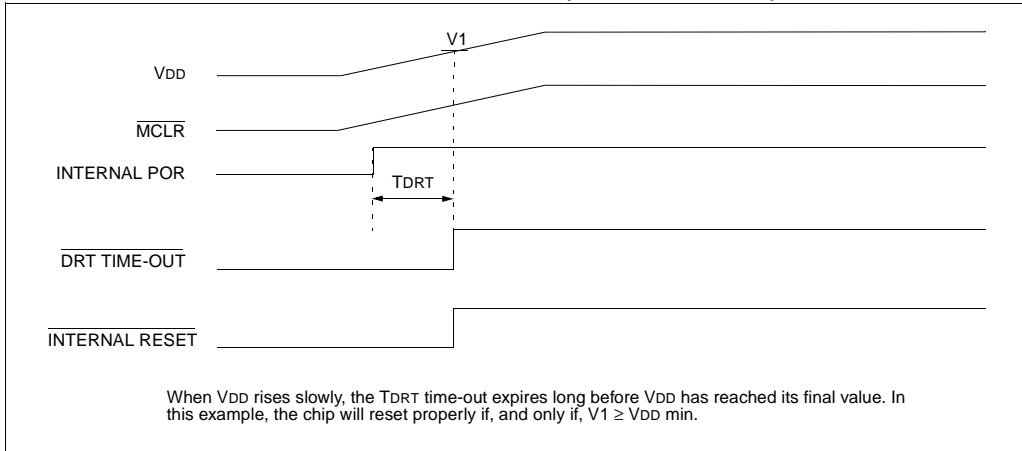 V1
VDD
MCLR
INTERNAL POR
TDRT
DRT TIME-OUT
INTERNAL RESET
When VDD rises slowly, the TDRT time-out expires long before VDD has reached its final value. In
this example, the chip will reset properly if, and only if, V1 ≥ VDD min.